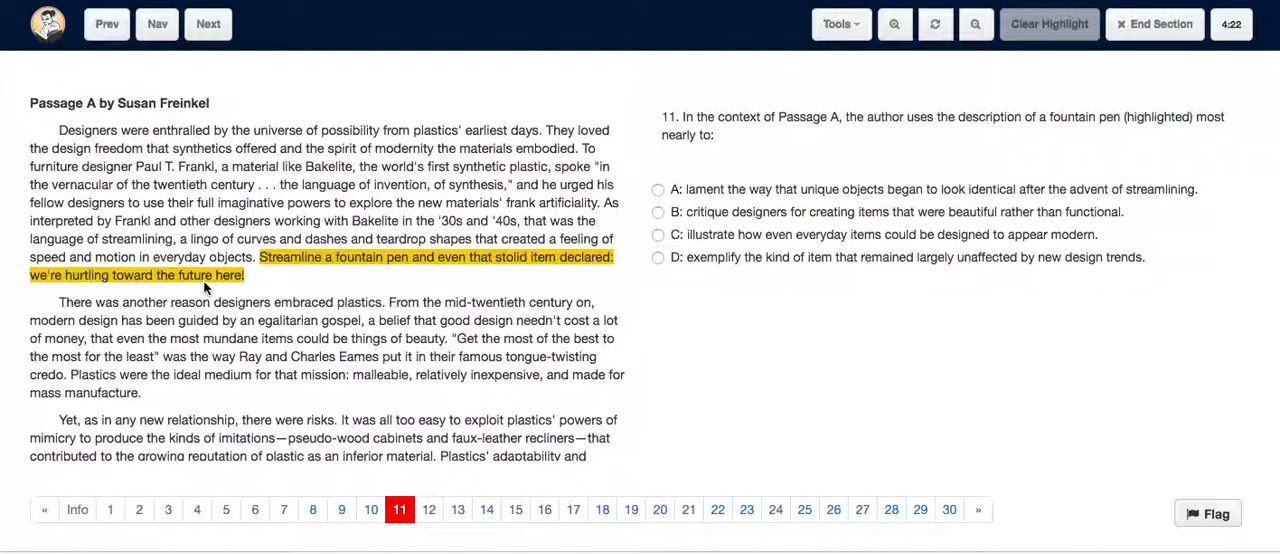 Prev
Nav
Next
Tools
Clear Highlight
× End Section
4:22
Passage A by Susan Freinkel
Designers were enthralled by the universe of possibility from plastics' earliest days. They loved
the design freedom that synthetics offered and the spirit of modernity the materials embodied. To
furniture designer Paul T. Frankl, a material like Bakelite, the world's first synthetic plastic, spoke "in
the vernacular of the twentieth century . . . the language of invention, of synthesis," and he urged his
fellow designers to use their full imaginative powers to explore the new materials' frank artificiality. As
interpreted by Frankl and other designers working with Bakelite in the '30s and '40s, that was the
language of streamlining, a lingo of curves and dashes and teardrop shapes that created a feeling of
speed and motion in everyday objects. Streamline a fountain pen and even that stolid item declared:
we're hurtling toward the future here!
There was another reason designers embraced plastics. From the mid-twentieth century on,
modern design has been guided by an egalitarian gospel, a belief that good design needn't cost a lot
of money, that even the most mundane items could be things of beauty. "Get the most of the best to
the most for the least" was the way Ray and Charles Eames put it in their famous tongue-twisting
credo. Plastics were the ideal medium for that mission: malleable, relatively inexpensive, and made for
mass manufacture.
Yet, as in any new relationship, there were risks. It was all too easy to exploit plastics' powers of
mimicry to produce the kinds of imitations—pseudo-wood cabinets and faux-leather recliners—that
contributed to the growing reputation of plastic as an inferior material. Plastics' adaptability and
11. In the context of Passage A, the author uses the description of a fountain pen (highlighted) most
nearly to:
A: lament the way that unique objects began to look identical after the advent of streamlining.
B: critique designers for creating items that were beautiful rather than functional.
C: illustrate how even everyday items could be designed to appear modern.
D: exemplify the kind of item that remained largely unaffected by new design trends.
« Info 1 2 3 4 5 6 7 8 9 10 11 12 13 14 15 16 17 18 19 20 21 22 23 24 25 26 27 28 29 30 »
Flag